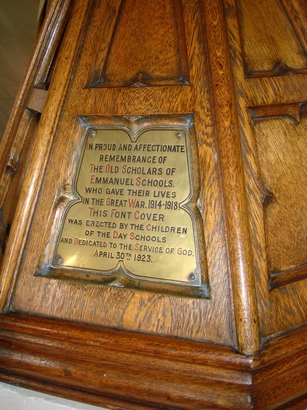 IN PROUD AND AFFECTIONATE
REMEMBRANCE OF
THE OLD SCHOLARS OF
EMMANUEL SCHOOLS.
WHO GAVE THEIR LIVES
IN THE GREAT WAR. 1914-1918.
THIS FONT COVER
WAS ERECTED BY THE CHILDREN
OF THE DAY SCHOOLS
AND DEDICATED TO THE SERVICE OF GOD.
APRIL 30TH 1923.